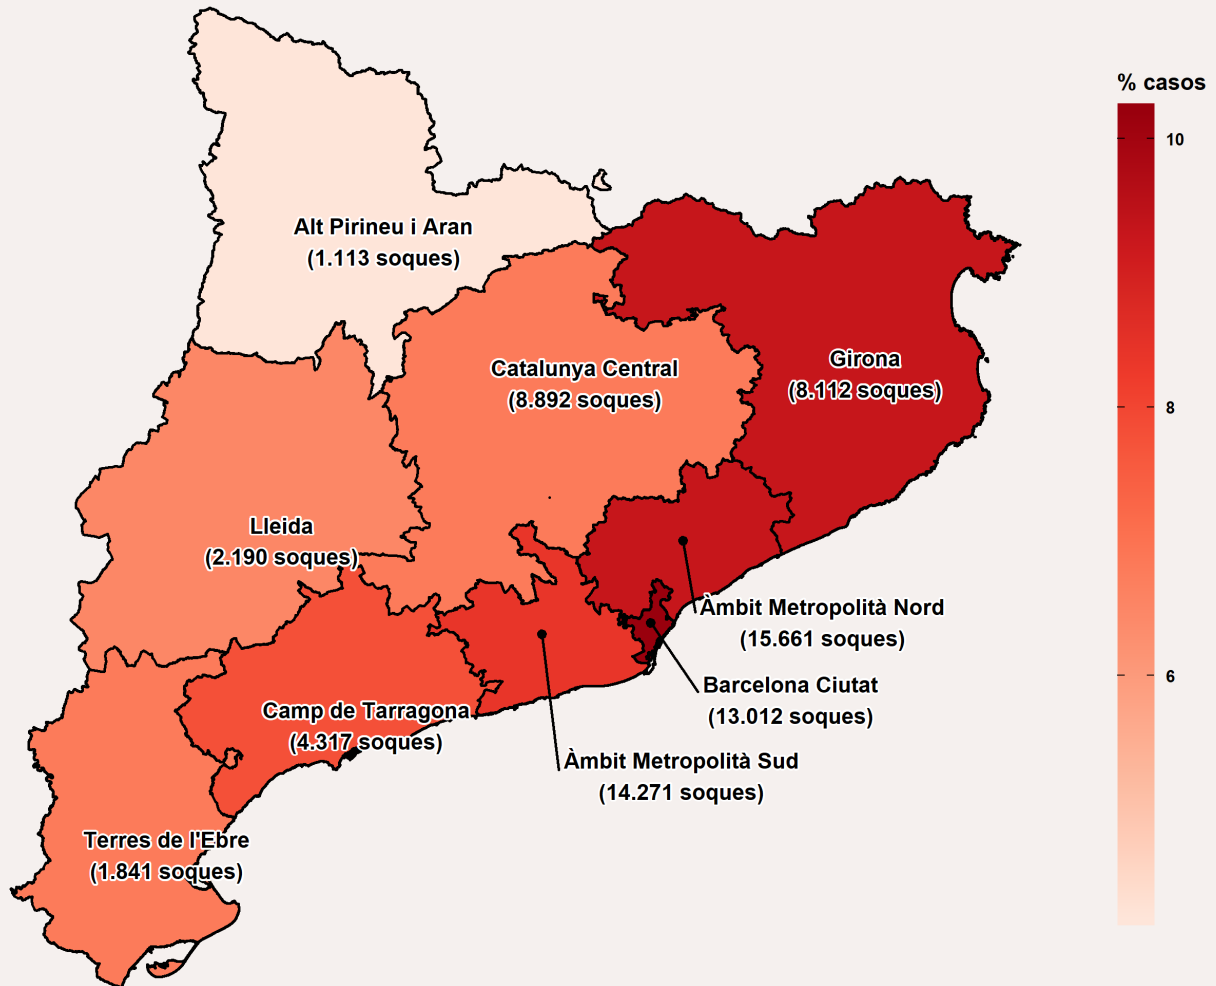 % casos
10
8
6
Alt Pirineu i Aran
(1.113 soques)
Catalunya Central
(8.892 soques)
Girona
(8.112 soques)
Lleida
(2.190 soques)
Àmbit Metropolità Nord
(15.661 soques)
Barcelona Ciutat
(13.012 soques)
Camp de Tarragona
(4.317 soques)
Àmbit Metropolità Sud
(14.271 soques)
Terres de l'Ebre
(1.841 soques)